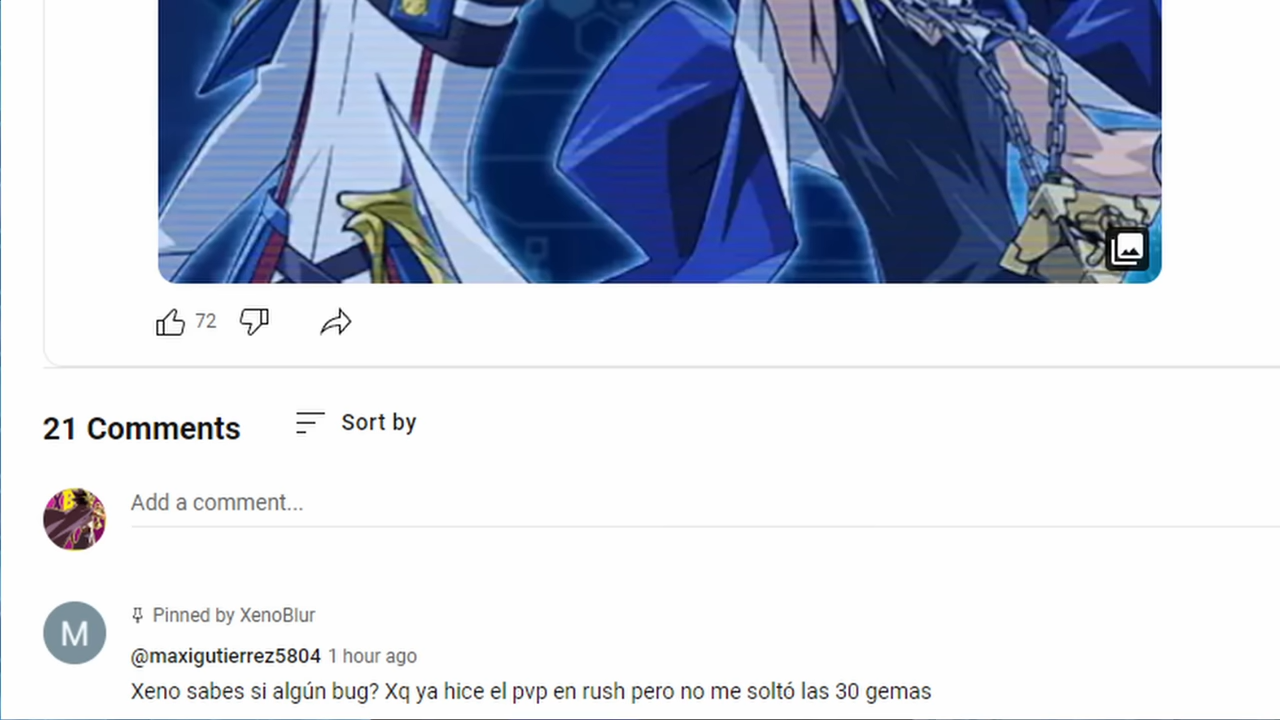 72
21 Comments
Sort by
Add a comment...
M
Pinned by XenoBlur
@maxigutierrez5804 1 hour ago
Xeno sabes si algún bug? Xq ya hice el pvp en rush pero no me soltó las 30 gemas